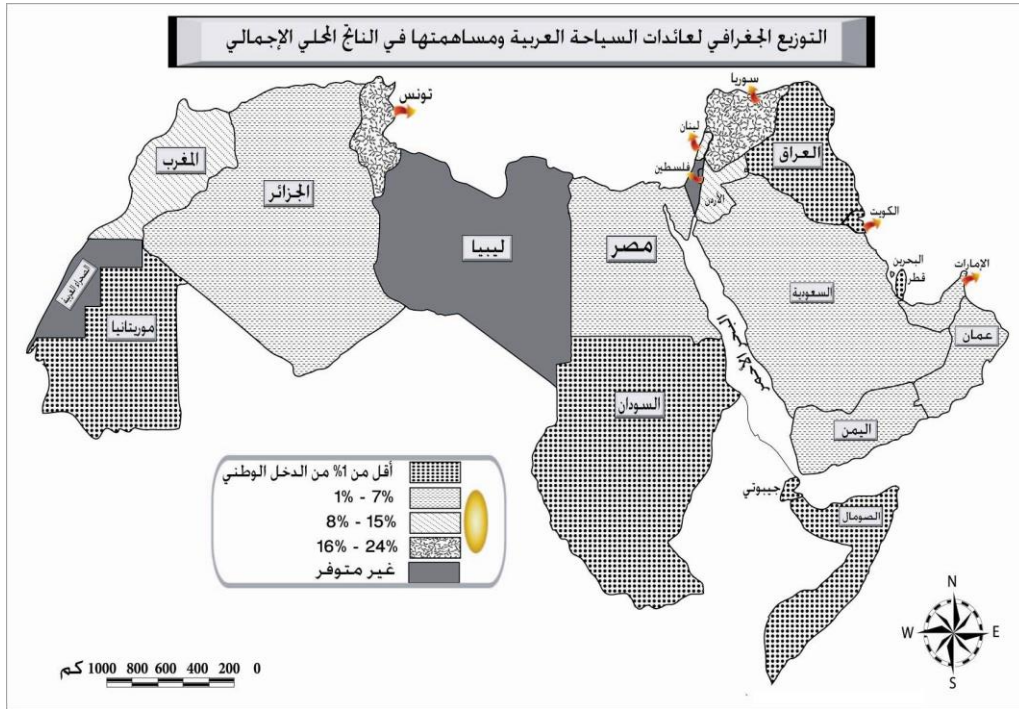 التوزيع الجغرافي لعائدات السياحة العربية ومساهمتها في الناتج المحلي الإجمالي
سوريا
تونس
لبنان
العراق
المغرب
فلسطين
الجزائر
الأردن
الكويت
ليبيا
مصر
البحرين
قطر
الإمارات
الصحراء الغربية
السعودية
موريتانيا
البحر الأحمر
عمان
السودان
اليمن
جيبوتي
الصومال
أقل من 1% من الدخل الوطني
1% - 7%
8% - 15%
16% - 24%
غير متوفر
N
W E
S
كم 1000 800 600 400 200 0